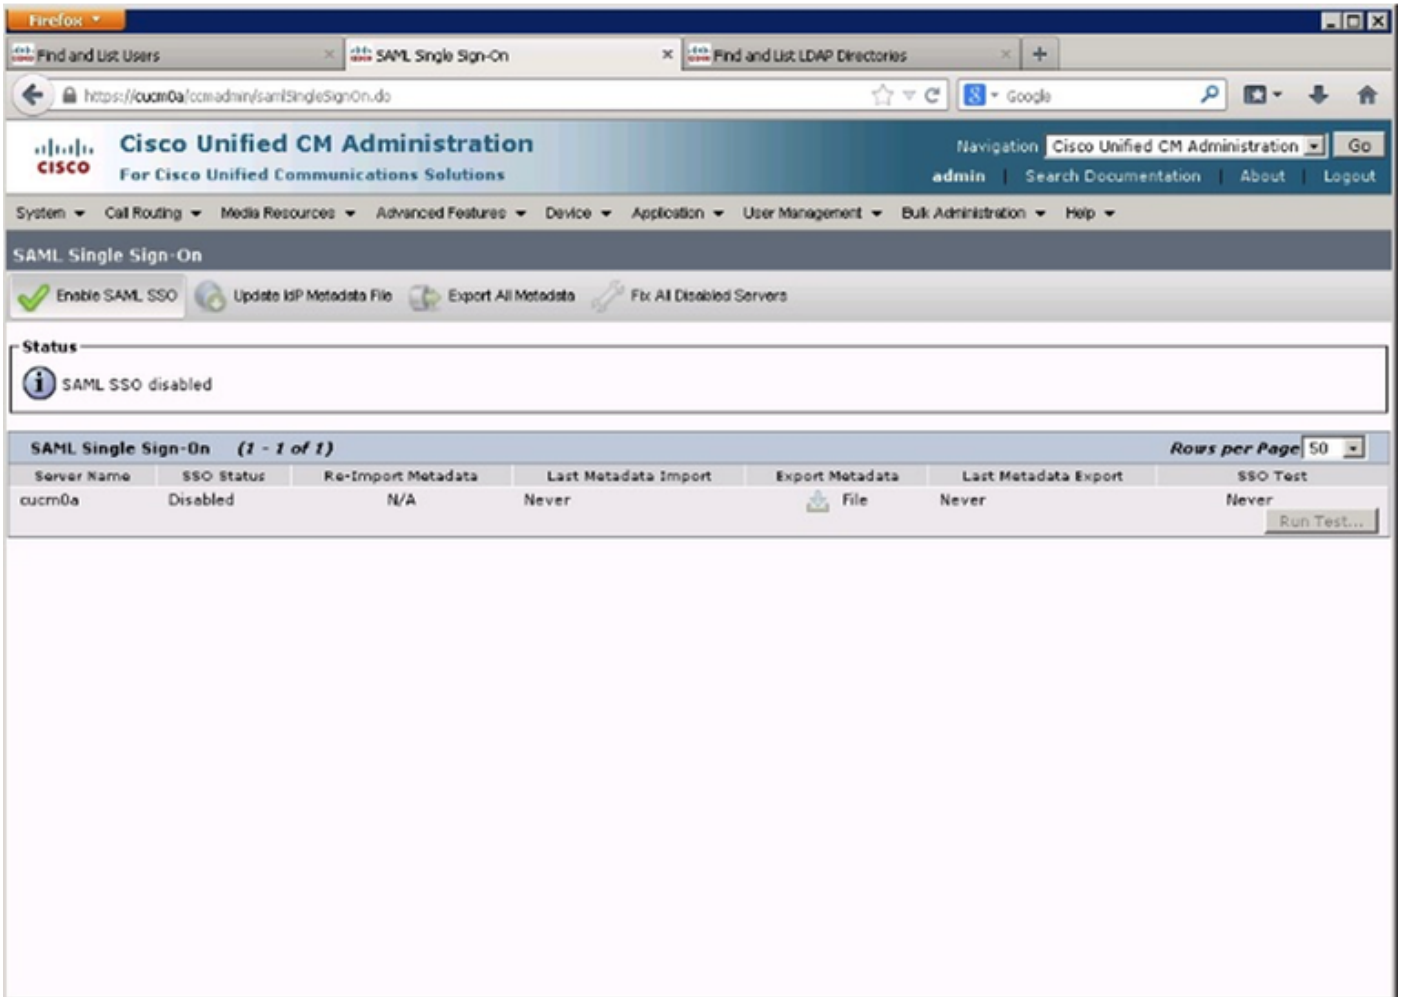 Firefox
Find and List Users
SAML Single Sign-On
Find and List LDAP Directories
https://cucm0a/ccmadmin/samlSingleSignOn.do
Google
CISCO
Cisco Unified CM Administration
For Cisco Unified Communications Solutions
Navigation Cisco Unified CM Administration Go
admin | Search Documentation | About | Logout
System Call Routing Media Resources Advanced Features Device Application User Management Bulk Administration Help
SAML Single Sign-On
Enable SAML SSO Update IdP Metadata File Export All Metadata Fix All Disabled Servers
Status
SAML SSO disabled
SAML Single Sign-On (1 - 1 of 1) Rows per Page 50
Server Name SSO Status Re-Import Metadata Last Metadata Import Export Metadata Last Metadata Export SSO Test
cucm0a Disabled N/A Never File Never Never
Run Test...